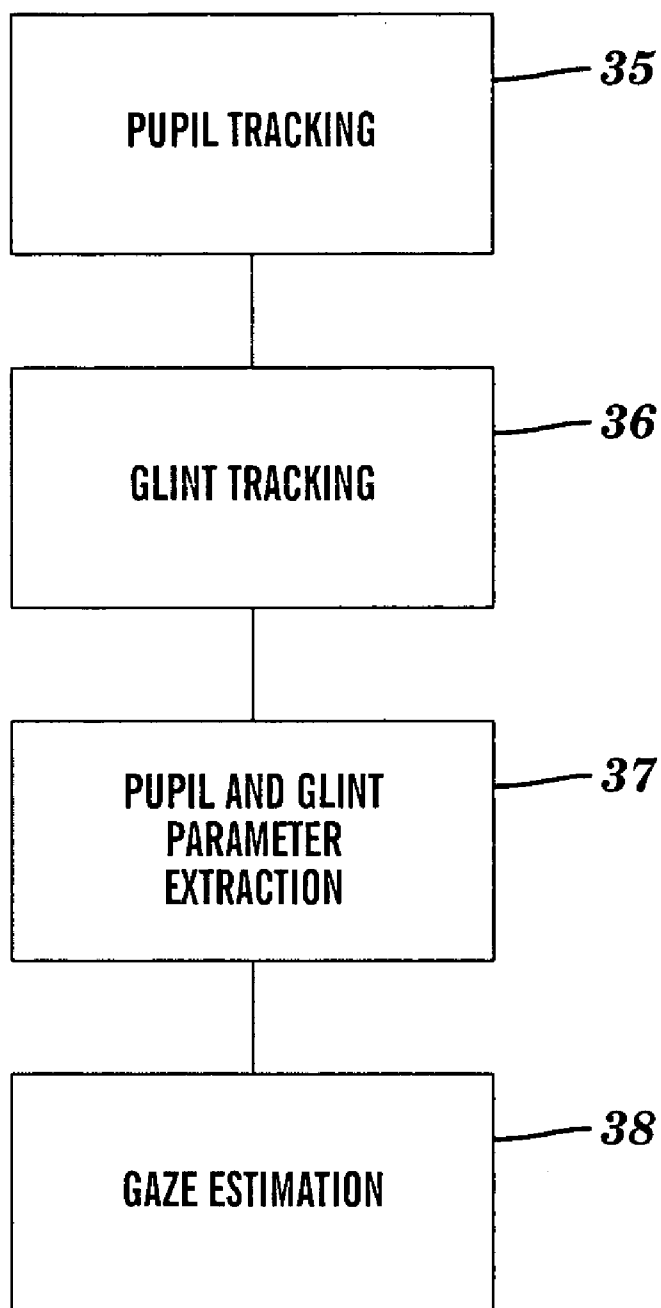 PUPIL TRACKING
35
GLINT TRACKING
36
PUPIL AND GLINT
PARAMETER
EXTRACTION
37
GAZE ESTIMATION
38